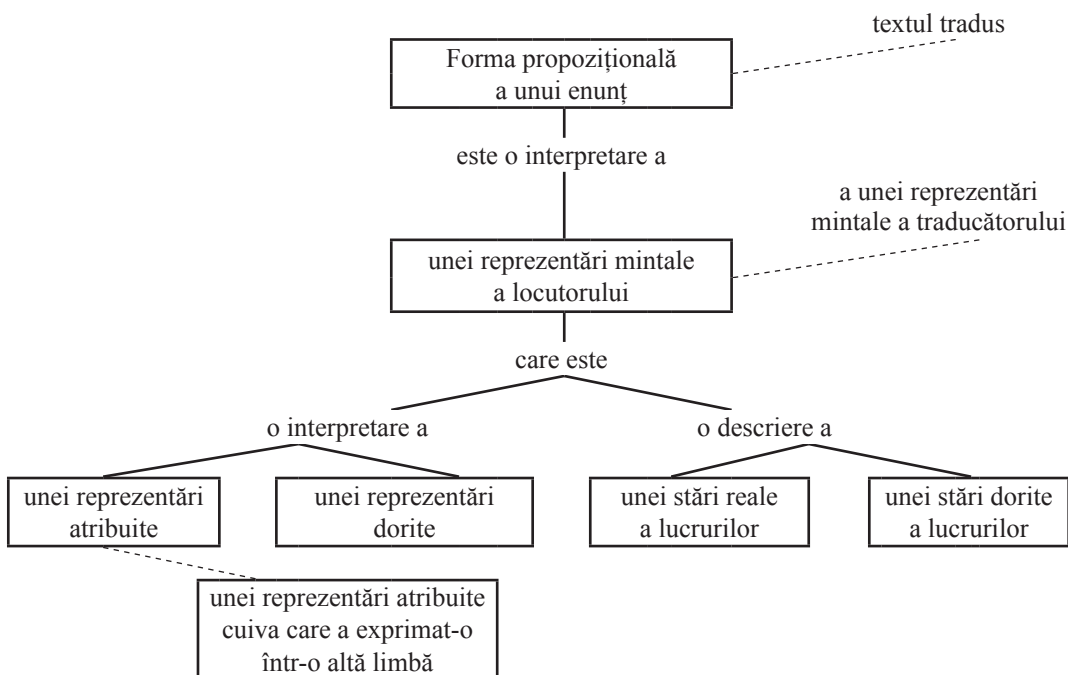 textul tradus
Forma propozițională
a unui enunț
este o interpretare a
a unei reprezentări
mintale a traducătorului
unei reprezentări mintale
a locutorului
care este
o interpretare a
o descriere a
unei reprezentări
atribuite
unei reprezentări
dorite
unei stări reale
a lucrurilor
unei stări dorite
a lucrurilor
unei reprezentări atribuite
cuiva care a exprimat-o
într-o altă limbă